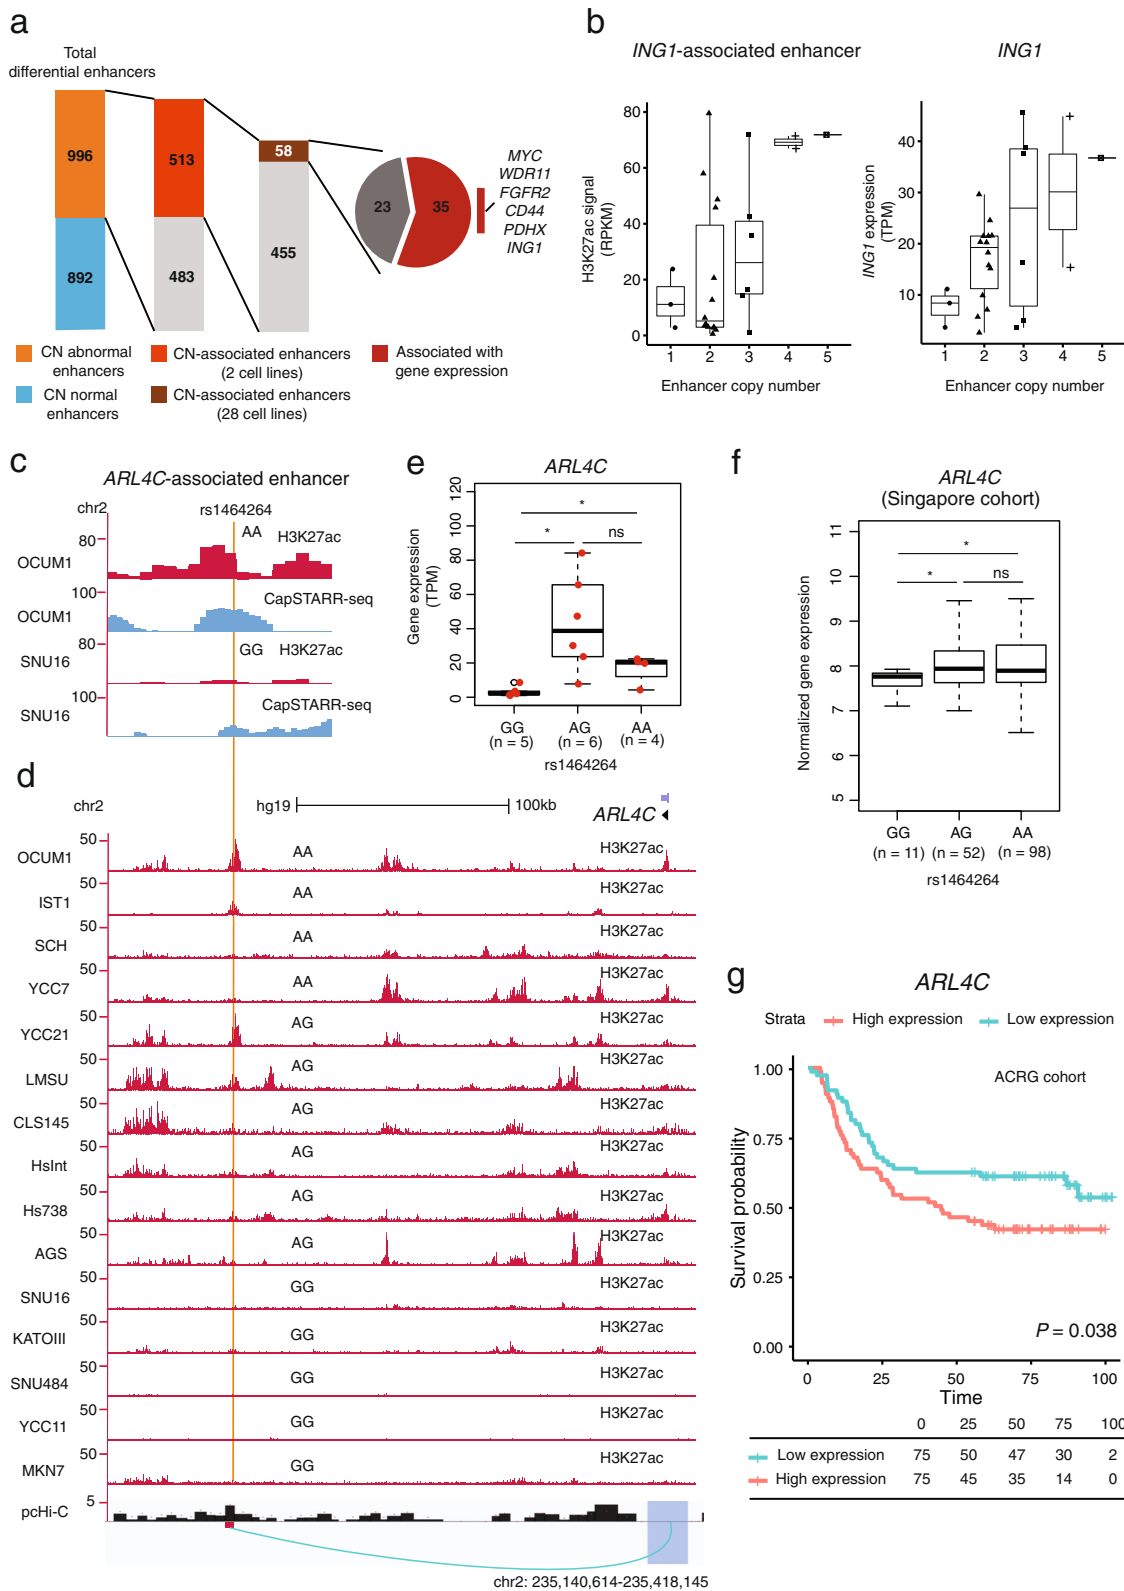 a
Total
differential enhancers
996
892
513
483
58
455
23
35
MYC
WDR11
FGFR2
CD44
PDHX
ING1
CN abnormal
enhancers
CN normal
enhancers
CN-associated enhancers
(2 cell lines)
CN-associated enhancers
(28 cell lines)
Associated with
gene expression
b
ING1-associated enhancer
H3K27ac signal
(RPKM)
80
60
40
20
0
1 2 3 4 5
Enhancer copy number
ING1
ING1 expression
(TPM)
40
30
20
10
1 2 3 4 5
Enhancer copy number
c
ARL4C-associated enhancer
chr2
rs1464264
80
OCUM1
AA
H3K27ac
100
OCUM1
CapSTARR-seq
80
SNU16
GG
H3K27ac
100
SNU16
CapSTARR-seq
e
ARL4C
Gene expression
(TPM)
120
100
80
60
40
20
0
*
*
ns
GG AG AA
(n = 5) (n = 6) (n = 4)
rs1464264
f
ARL4C
(Singapore cohort)
Normalized gene expression
11
10
9
8
7
6
5
*
*
ns
GG AG AA
(n = 11) (n = 52) (n = 98)
rs1464264
d
chr2
hg19
100kb
ARL4C
50
OCUM1 AA H3K27ac
50
IST1 AA H3K27ac
50
SCH AA H3K27ac
50
YCC7 AA H3K27ac
50
YCC21 AG H3K27ac
50
LMSU AG H3K27ac
50
CLS145 AG H3K27ac
50
HsInt AG H3K27ac
50
Hs738 AG H3K27ac
50
AGS AG H3K27ac
50
SNU16 GG H3K27ac
50
KATOIII GG H3K27ac
50
SNU484 GG H3K27ac
50
YCC11 GG H3K27ac
50
MKN7 GG H3K27ac
5
pcHi-C
chr2: 235,140,614-235,418,145
g
ARL4C
Strata High expression Low expression
ACRG cohort
Survival probability
1.00
0.75
0.50
0.25
0.00
P = 0.038
0 25 50 75 100
Time
0 25 50 75 100
Low expression 75 50 47 30 2
High expression 75 45 35 14 0